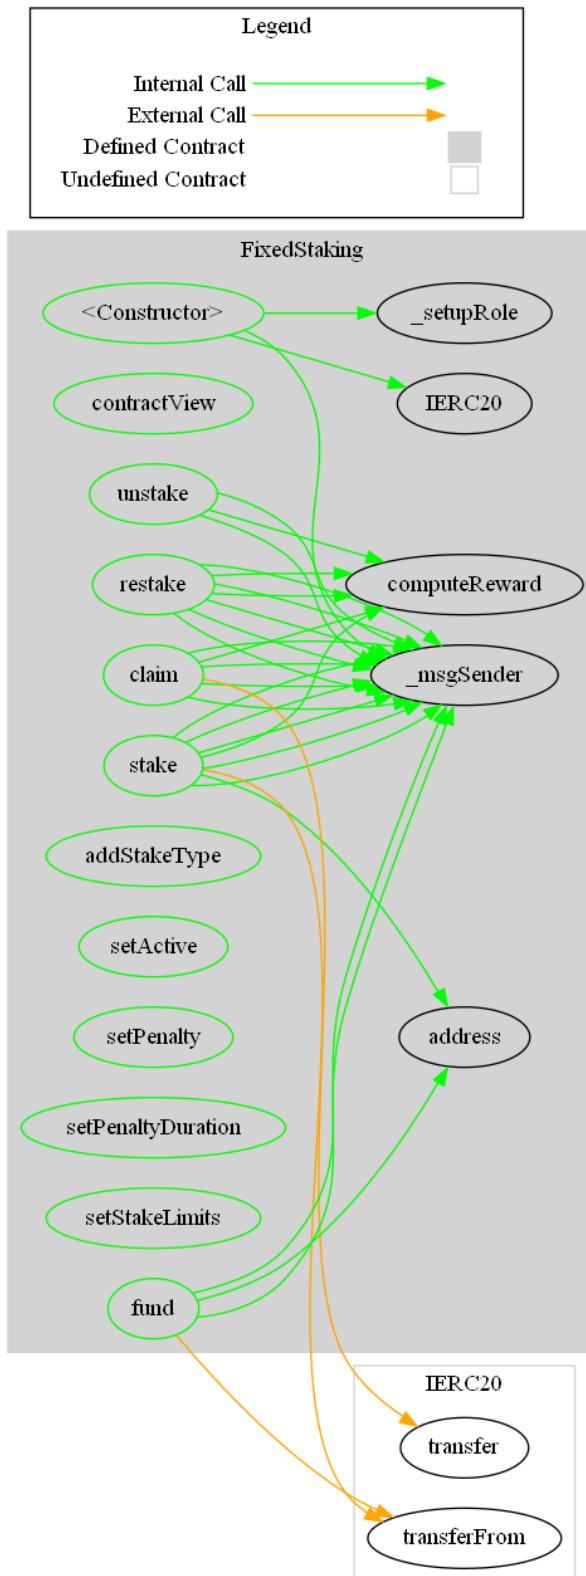 Legend
Internal Call
External Call
Defined Contract
Undefined Contract
FixedStaking
<Constructor>
_setupRole
contractView
IERC20
unstake
restake
computeReward
claim
_msgSender
stake
addStakeType
setActive
setPenalty
address
setPenaltyDuration
setStakeLimits
fund
IERC20
transfer
transferFrom